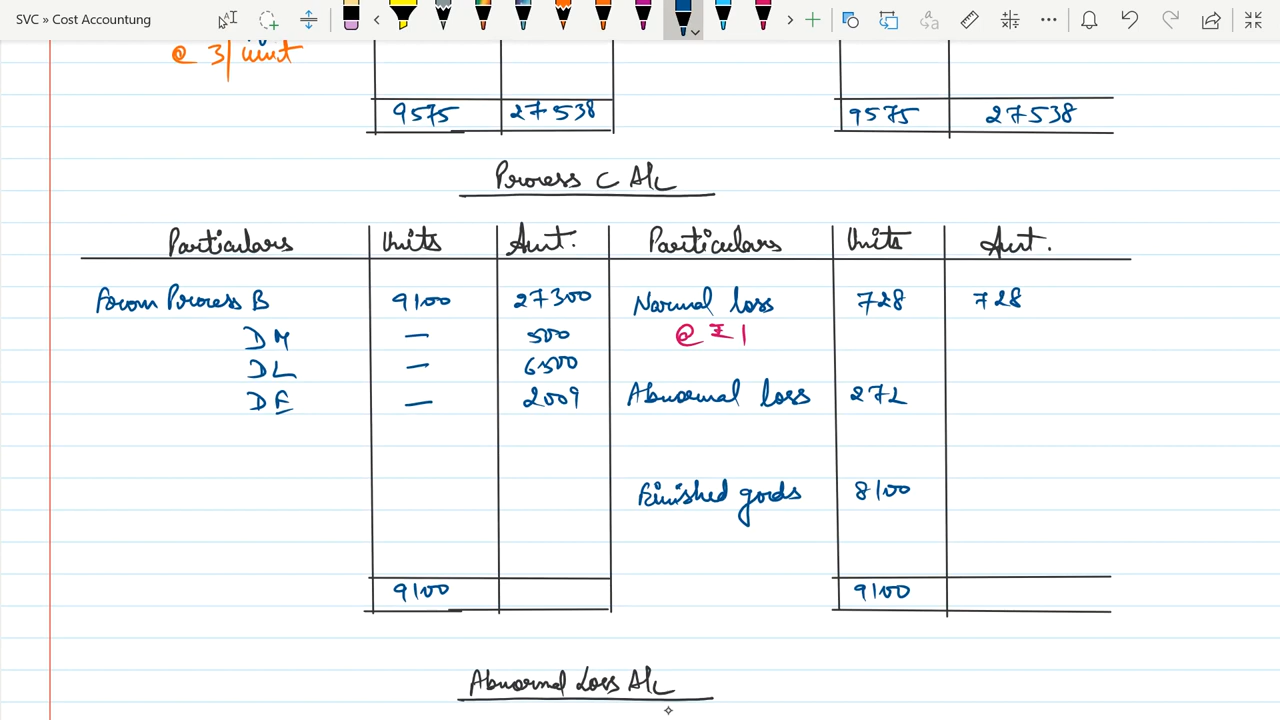 SVC » Cost Accountung
@ 3/unit
9575 27538 9575 27538
Process C A/c
Particulars Units Amt. Particulars Units Amt.
From Process B 9100 27300 Normal loss 728 728
DM — 500 @ ₹1
DL — 6500
DE — 2009 Abnormal loss 272
Finished goods 8100
9100 9100
Abnormal Loss A/c